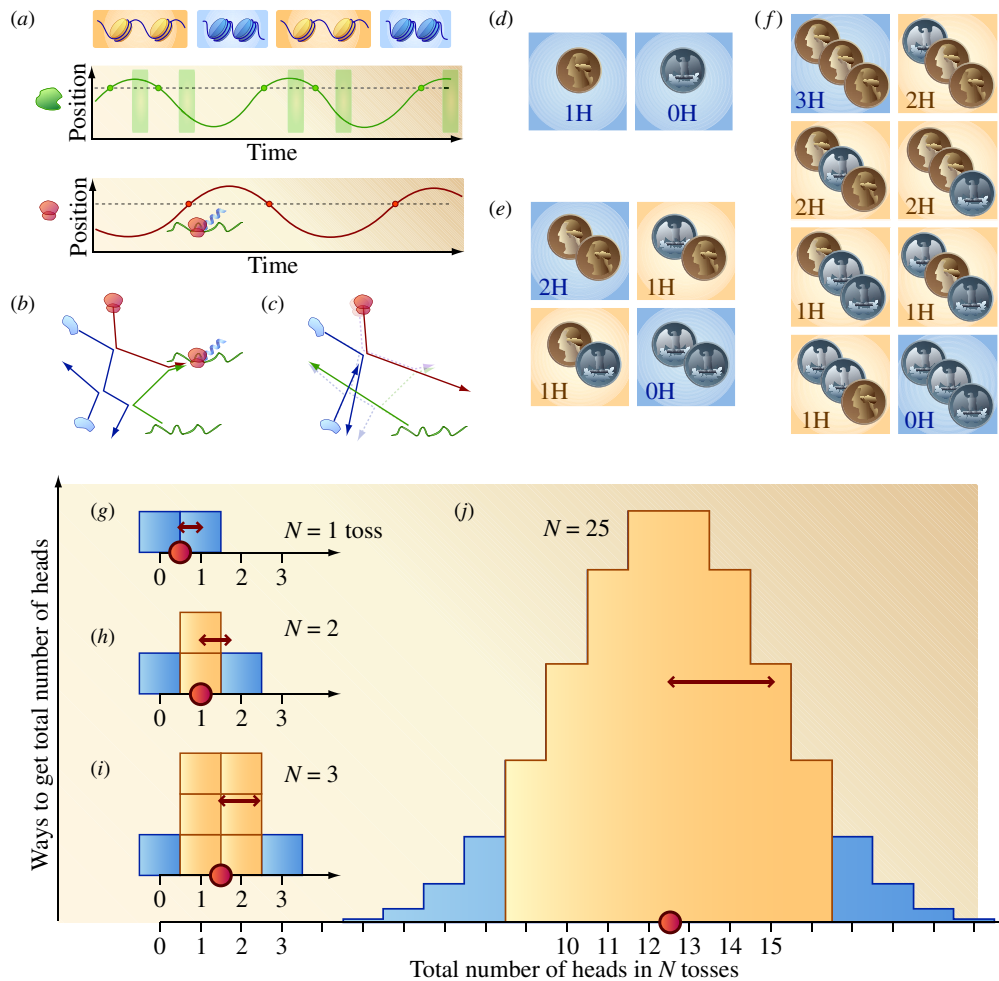 (a)
Position
Time
Position
Time
(b)
(c)
(d)
1H
0H
(e)
2H
1H
1H
0H
(f)
3H
2H
2H
2H
1H
1H
1H
0H
Ways to get total number of heads
(g)
N = 1 toss
0 1 2 3
(h)
N = 2
0 1 2 3
(i)
N = 3
0 1 2 3
(j)
N = 25
0 1 2 3 10 11 12 13 14 15
Total number of heads in N tosses